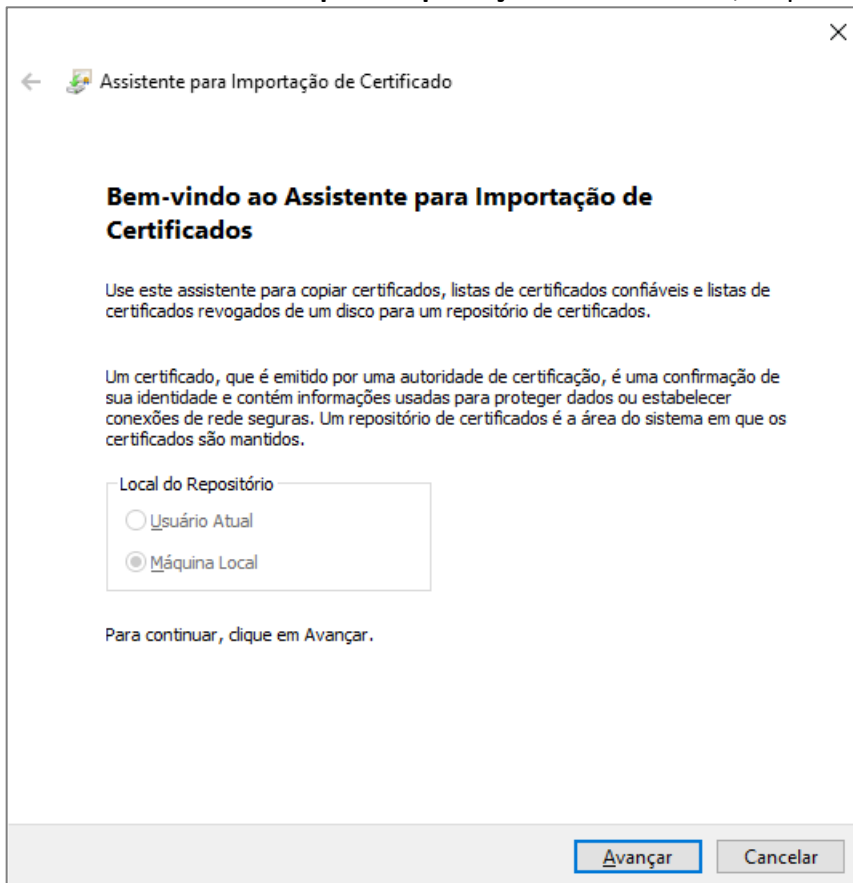 Assistente para Importação de Certificado
Bem-vindo ao Assistente para Importação de
Certificados
Use este assistente para copiar certificados, listas de certificados confiáveis e listas de
certificados revogados de um disco para um repositório de certificados.
Um certificado, que é emitido por uma autoridade de certificação, é uma confirmação de
sua identidade e contém informações usadas para proteger dados ou estabelecer
conexões de rede seguras. Um repositório de certificados é a área do sistema em que os
certificados são mantidos.
Local do Repositório
Usuário Atual
Máquina Local
Para continuar, clique em Avançar.
Avançar
Cancelar